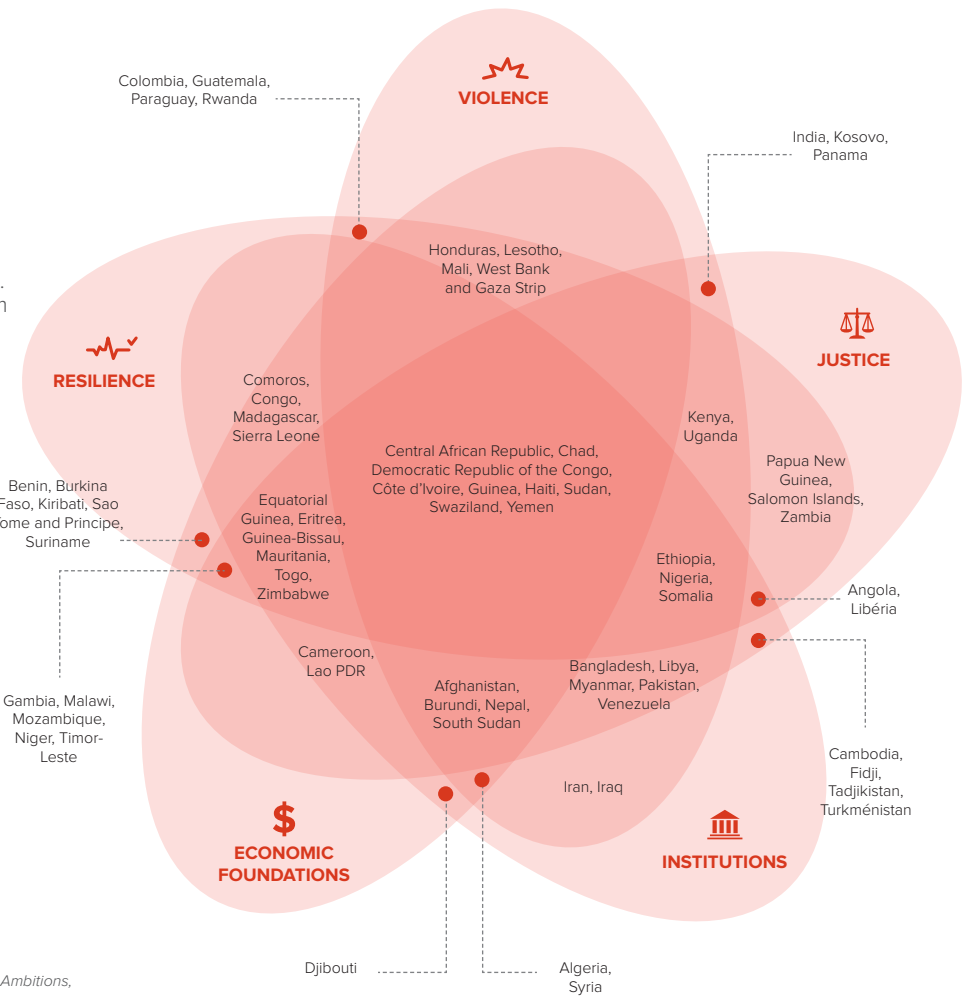 VIOLENCE
Colombia, Guatemala,
Paraguay, Rwanda
India, Kosovo,
Panama
Honduras, Lesotho,
Mali, West Bank
and Gaza Strip
JUSTICE
RESILIENCE
Comoros,
Congo,
Madagascar,
Sierra Leone
Kenya,
Uganda
Central African Republic, Chad,
Democratic Republic of the Congo,
Côte d'Ivoire, Guinea, Haiti, Sudan,
Swaziland, Yemen
Papua New
Guinea,
Salomon Islands,
Zambia
Benin, Burkina
Faso, Kiribati, Sao
Tome and Principe,
Suriname
Equatorial
Guinea, Eritrea,
Guinea-Bissau,
Mauritania,
Togo,
Zimbabwe
Ethiopia,
Nigeria,
Somalia
Angola,
Libéria
Cameroon,
Lao PDR
Bangladesh, Libya,
Myanmar, Pakistan,
Venezuela
Afghanistan,
Burundi, Nepal,
South Sudan
Gambia, Malawi,
Mozambique,
Niger, Timor-
Leste
Cambodia,
Fidji,
Tadjikistan,
Turkménistan
Iran, Iraq
$
ECONOMIC
FOUNDATIONS
INSTITUTIONS
Djibouti
Algeria,
Syria
Ambitions,